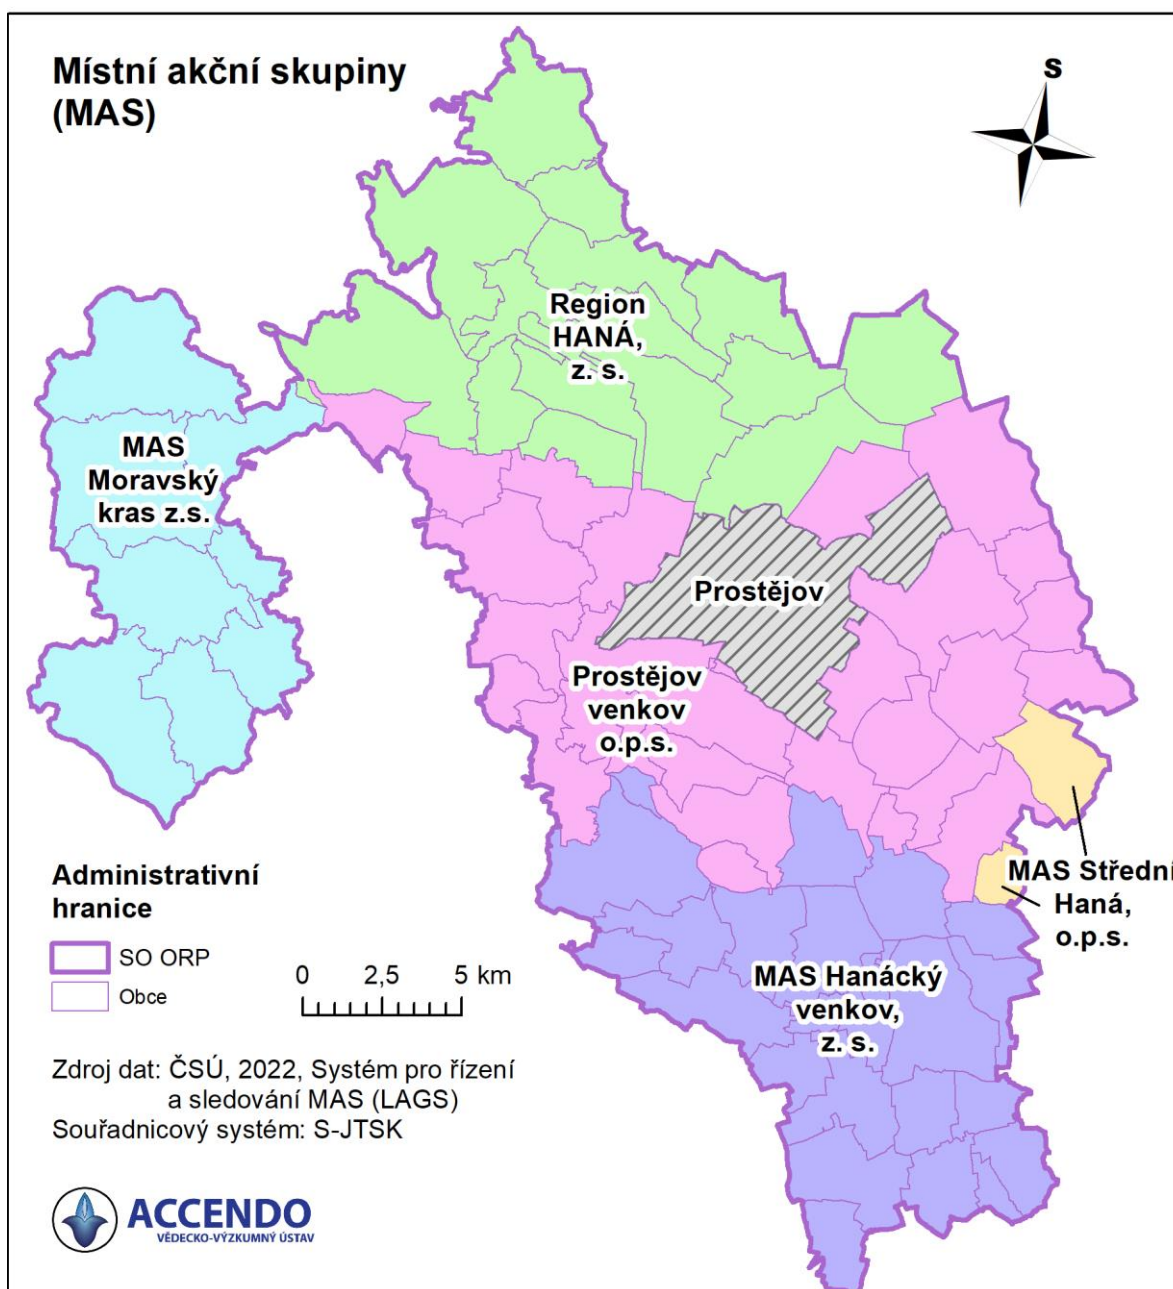 Místní akční skupiny
(MAS)
S
Region
HANÁ,
z. s.
MAS
Moravský
kras z.s.
Prostějov
Prostějov
venkov
o.p.s.
MAS Střední
Haná,
o.p.s.
MAS Hanácký
venkov,
z. s.
Administrativní
hranice
SO ORP
Obce
0 2,5 5 km
Zdroj dat: ČSÚ, 2022, Systém pro řízení
a sledování MAS (LAGS)
Souřadnicový systém: S-JTSK
ACCENDO
VĚDECKO-VÝZKUMNÝ ÚSTAV